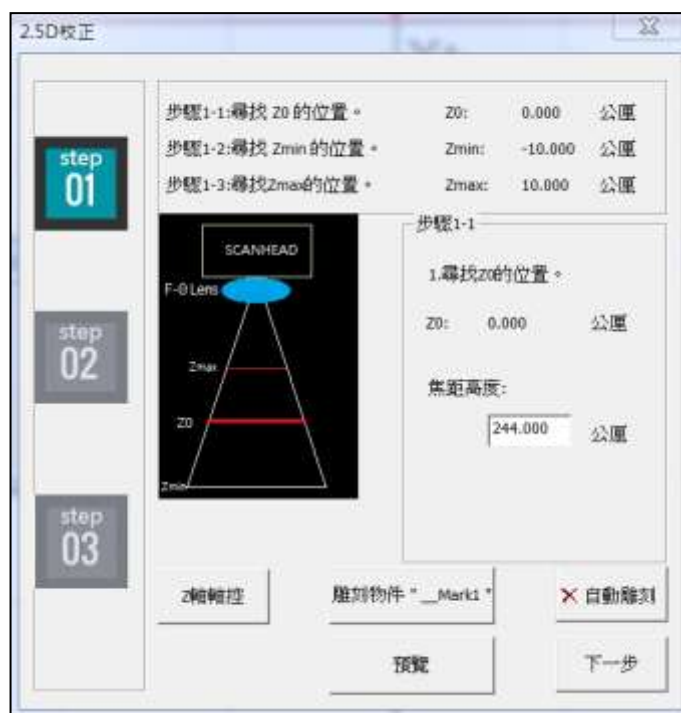 2.5D校正
step
01
step
02
step
03
步驟1-1:尋找 Z0 的位置。 Z0: 0.000 公厘
步驟1-2:尋找 Zmin 的位置。 Zmin: -10.000 公厘
步驟1-3:尋找Zmax的位置。 Zmax: 10.000 公厘
SCANHEAD
F-θ Lens
Zmax
Z0
Zmin
步驟1-1
1.尋找Z0的位置。
Z0: 0.000 公厘
焦距高度:
244.000 公厘
Z軸軸控
雕刻物件 "__Mark1"
自動雕刻
預覽
下一步